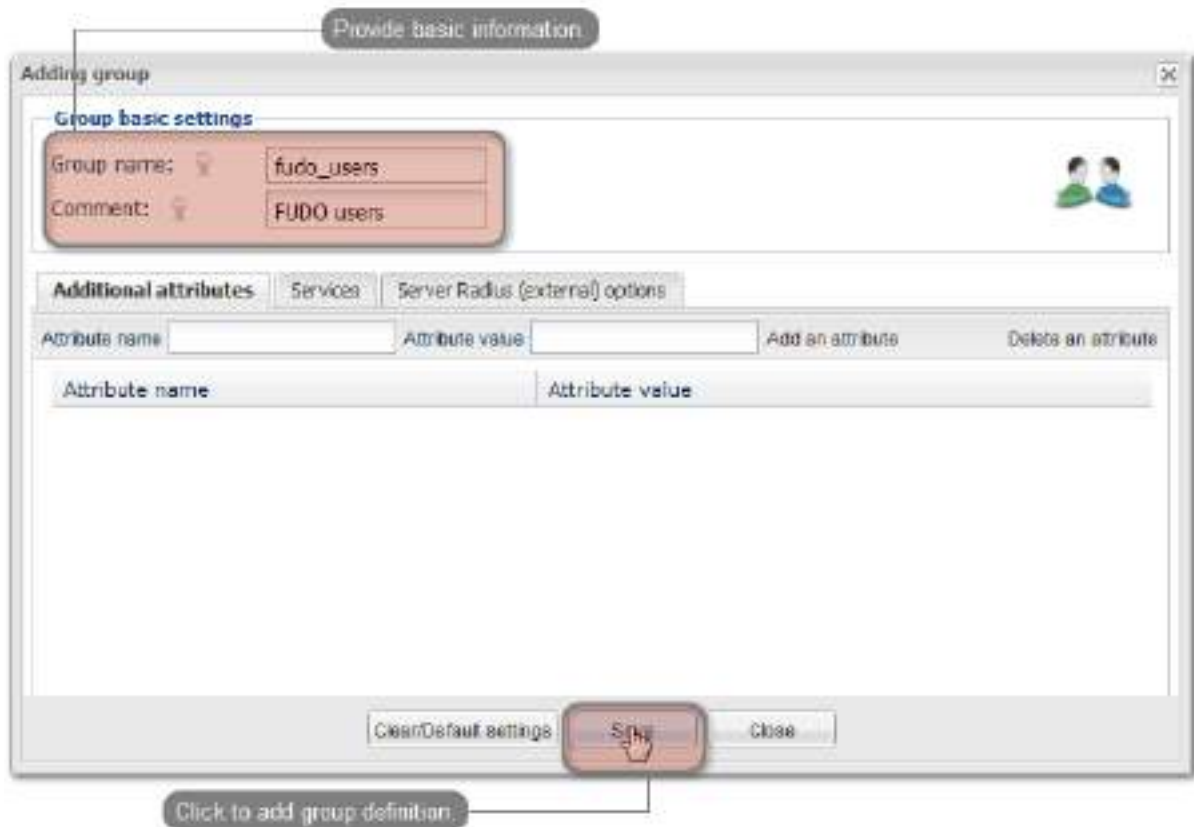 Provide basic information.
Adding group
Group basic settings
Group name: fudo_users
Comment: FUDO users
Additional attributes Services Server Radius (external) options
Attribute name Attribute value Add an attribute Delete an attribute
Attribute name Attribute value
Clear/Default settings Save Close
Click to add group definition.